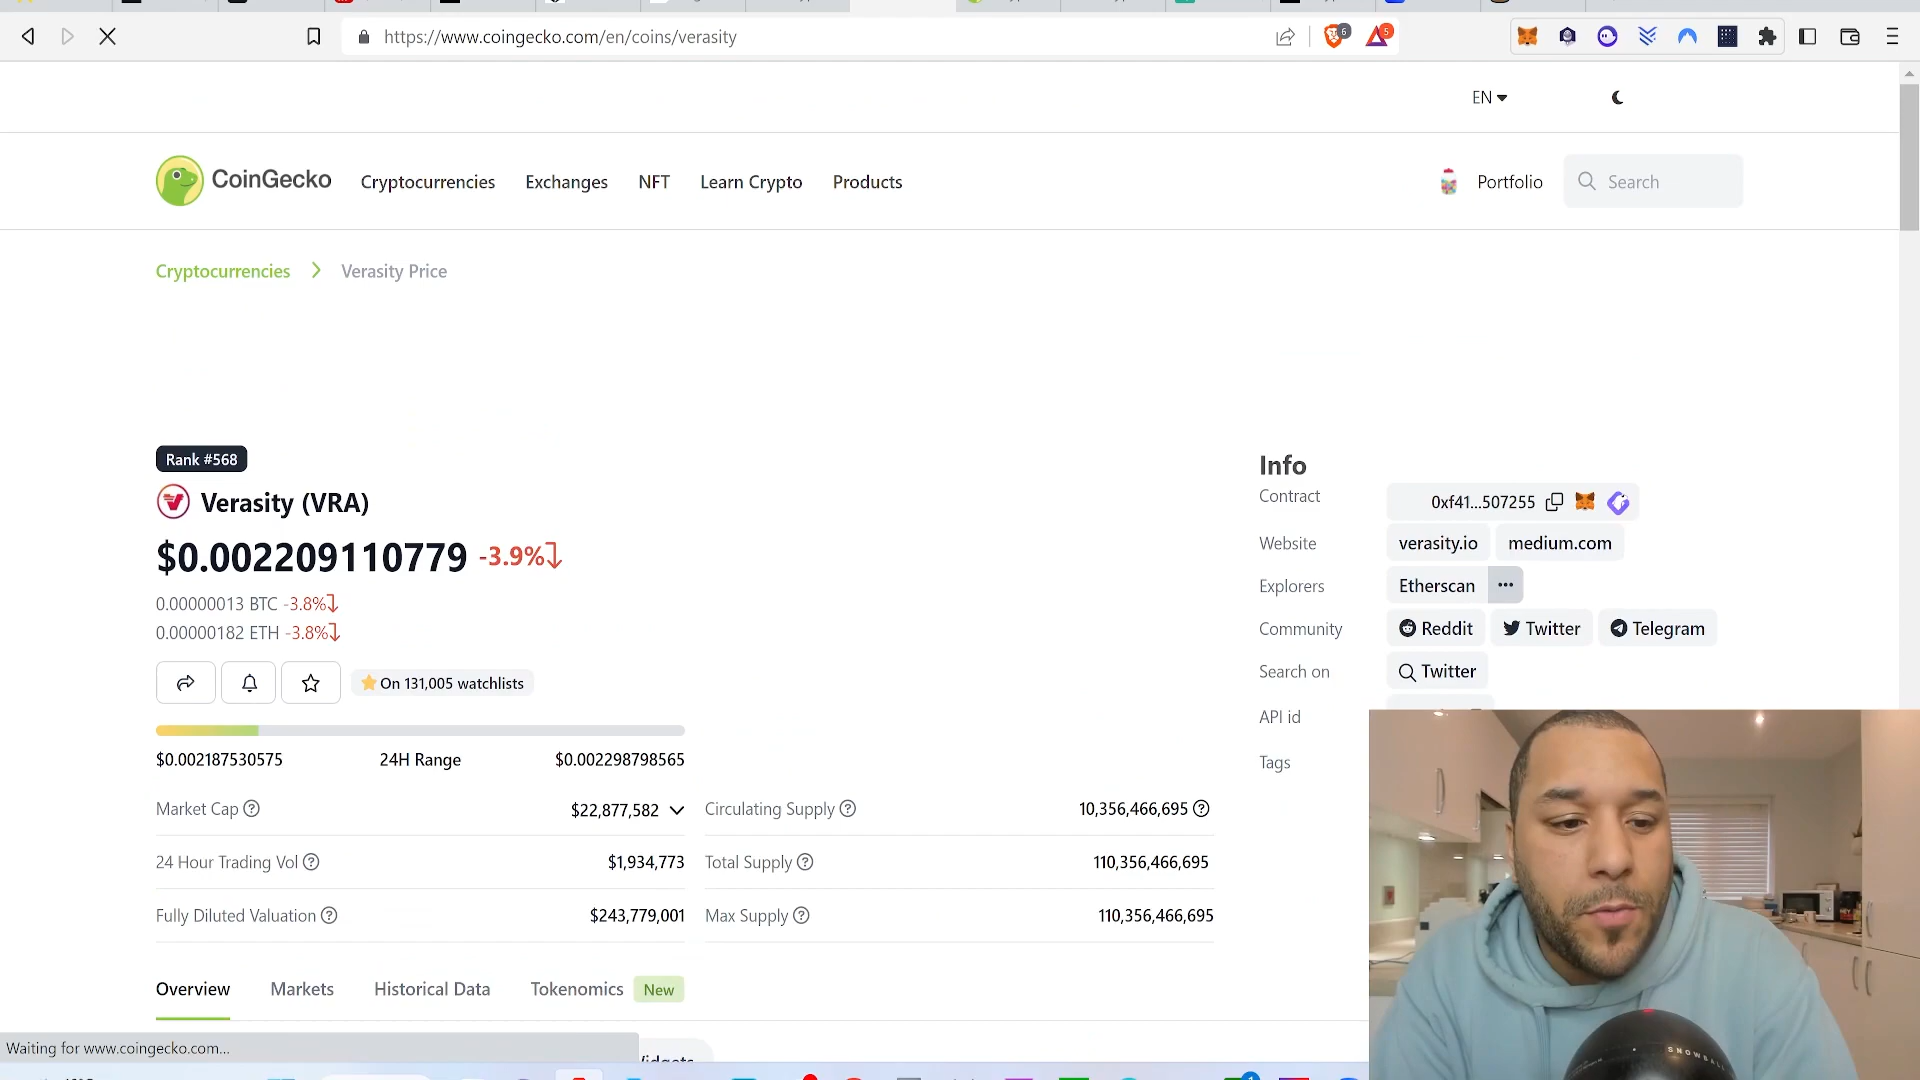 https://www.coingecko.com/en/coins/verasity
6
5
EN
CoinGecko
Cryptocurrencies
Exchanges
NFT
Learn Crypto
Products
Portfolio
Search
Cryptocurrencies
Verasity Price
Rank #568
Verasity (VRA)
$0.002209110779 -3.9%
0.00000013 BTC -3.8%
0.00000182 ETH -3.8%
On 131,005 watchlists
$0.002187530575 24H Range $0.002298798565
Market Cap $22,877,582
Circulating Supply 10,356,466,695
24 Hour Trading Vol $1,934,773
Total Supply 110,356,466,695
Fully Diluted Valuation $243,779,001
Max Supply 110,356,466,695
Overview Markets Historical Data Tokenomics New
Info
Contract 0xf41...507255
Website verasity.io medium.com
Explorers Etherscan
Community Reddit Twitter Telegram
Search on Twitter
API id
Tags
Waiting for www.coingecko.com...